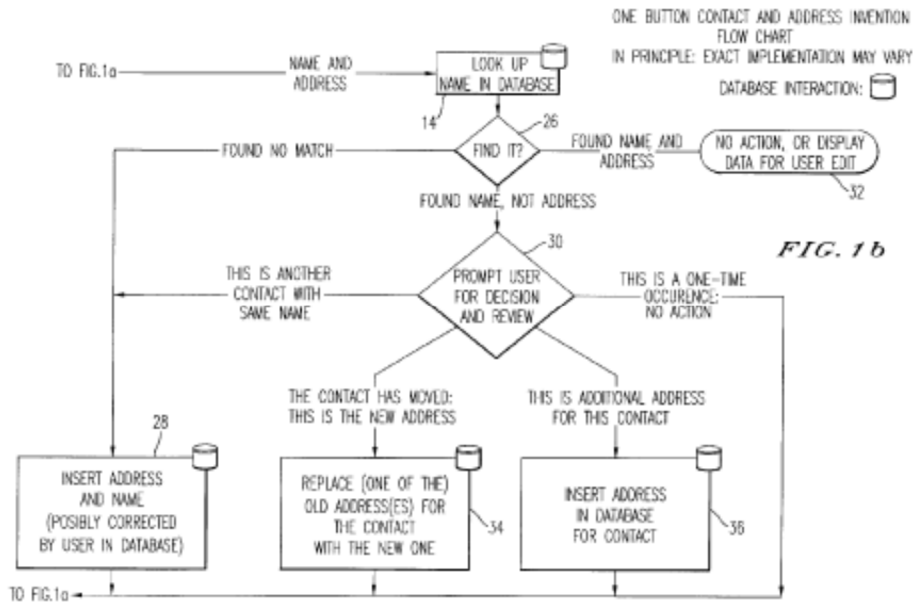 ONE BUTTON CONTACT AND ADDRESS INVENTION
FLOW CHART
IN PRINCIPLE: EXACT IMPLEMENTATION MAY VARY
DATABASE INTERACTION:
TO FIG.1a
NAME AND
ADDRESS
LOOK UP
NAME IN DATABASE
14
26
FIND IT?
FOUND NO MATCH
FOUND NAME AND
ADDRESS
NO ACTION, OR DISPLAY
DATA FOR USER EDIT
32
FOUND NAME, NOT ADDRESS
FIG. 1b
30
PROMPT USER
FOR DECISION
AND REVIEW
THIS IS ANOTHER
CONTACT WITH
SAME NAME
THIS IS A ONE-TIME
OCCURENCE:
NO ACTION
THE CONTACT HAS MOVED:
THIS IS THE NEW ADDRESS
THIS IS ADDITIONAL ADDRESS
FOR THIS CONTACT
28
INSERT ADDRESS
AND NAME
(POSIBLY CORRECTED
BY USER IN DATABASE)
REPLACE (ONE OF THE)
OLD ADDRESS(ES) FOR
THE CONTACT
WITH THE NEW ONE
34
INSERT ADDRESS
IN DATABASE
FOR CONTACT
36
TO FIG.1a